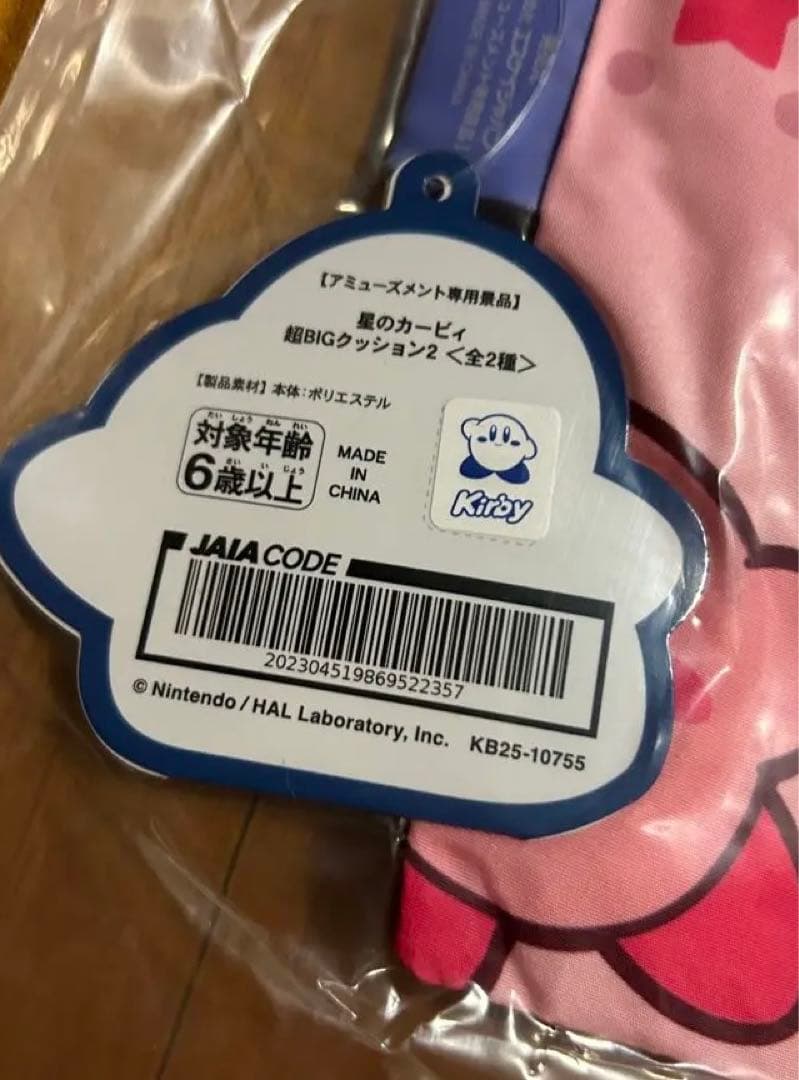 【アミューズメント専用景品】
星のカービィ
超BIGクッション2 <全2種>
【製品素材】本体:ポリエステル
たいしょうねんれい
対象年齢
さいいじょう
6歳以上
MADE
IN
CHINA
Kirby
JAIA CODE
202304519869522357
© Nintendo / HAL Laboratory, Inc. KB25-10755